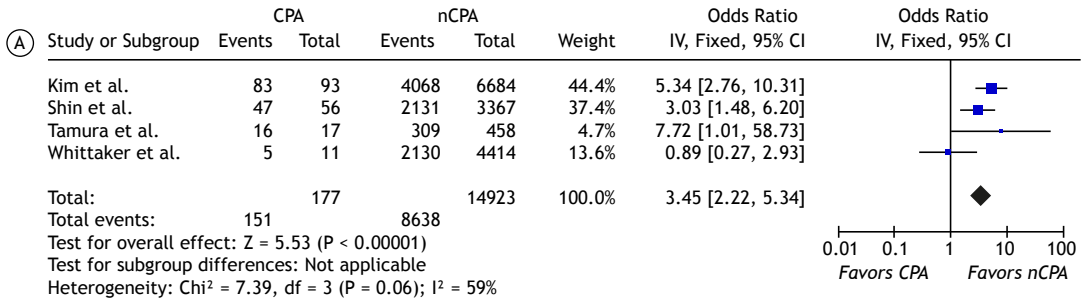 CPA nCPA Odds Ratio Odds Ratio
A Study or Subgroup Events Total Events Total Weight IV, Fixed, 95% CI IV, Fixed, 95% CI
Kim et al. 83 93 4068 6684 44.4% 5.34 [2.76, 10.31]
Shin et al. 47 56 2131 3367 37.4% 3.03 [1.48, 6.20]
Tamura et al. 16 17 309 458 4.7% 7.72 [1.01, 58.73]
Whittaker et al. 5 11 2130 4414 13.6% 0.89 [0.27, 2.93]
Total: 177 14923 100.0% 3.45 [2.22, 5.34]
Total events: 151 8638
Test for overall effect: Z = 5.53 (P < 0.00001)
Test for subgroup differences: Not applicable
Heterogeneity: Chi² = 7.39, df = 3 (P = 0.06); I² = 59%
0.01 0.1 1 10 100
Favors CPA Favors nCPA